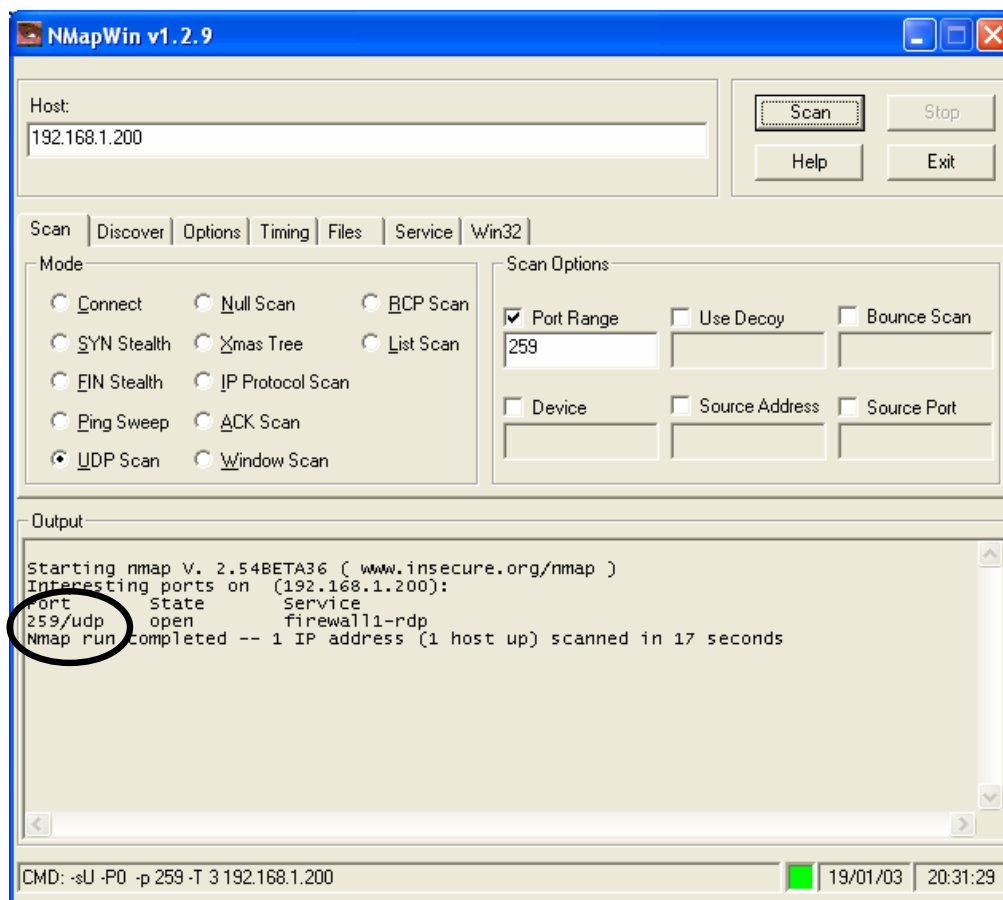 NMapWin v1.2.9
Host:
192.168.1.200
Scan Stop
Help Exit
Scan Discover Options Timing Files Service Win32
Mode
Connect Null Scan RCP Scan
SYN Stealth Xmas Tree List Scan
FIN Stealth IP Protocol Scan
Ping Sweep ACK Scan
UDP Scan Window Scan
Scan Options
Port Range Use Decoy Bounce Scan
259
Device Source Address Source Port
Output
Starting nmap V. 2.54BETA36 ( www.insecure.org/nmap )
Interesting ports on (192.168.1.200):
Port State Service
259/udp open firewall1-rdp
Nmap run completed -- 1 IP address (1 host up) scanned in 17 seconds
CMD: -sU -P0 -p 259 -T 3 192.168.1.200 19/01/03 20:31:29